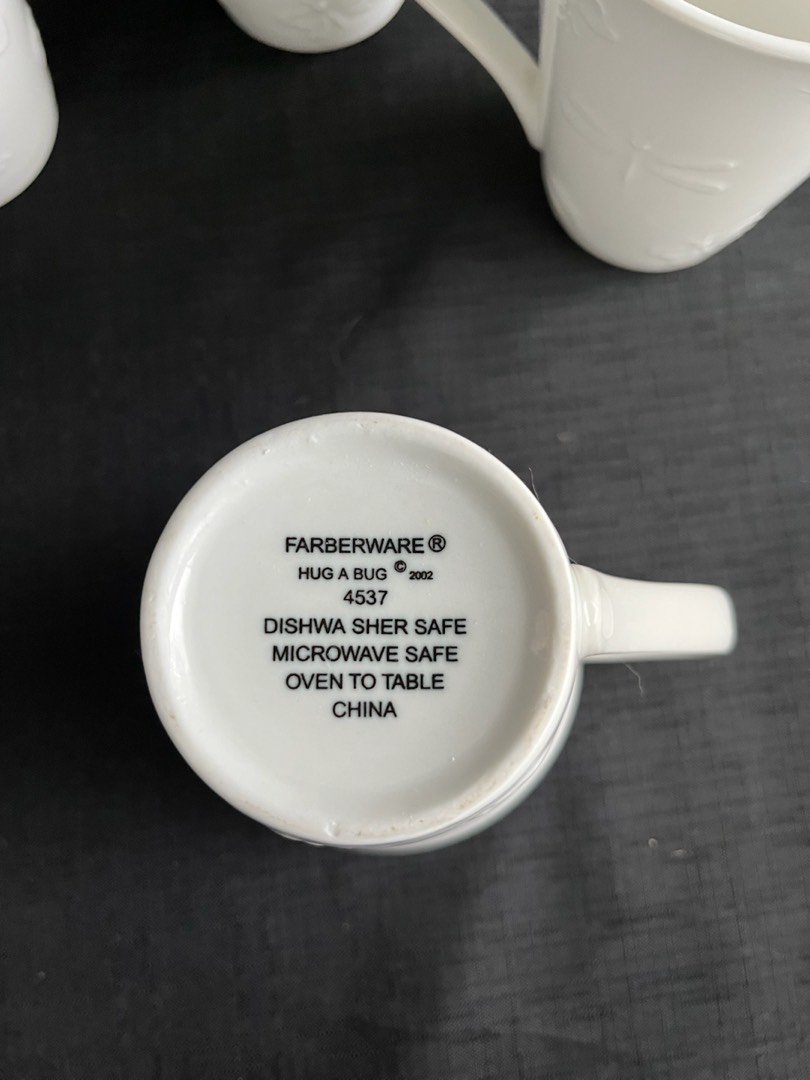 FARBERWARE®
HUG A BUG © 2002
4537
DISHWA SHER SAFE
MICROWAVE SAFE
OVEN TO TABLE
CHINA